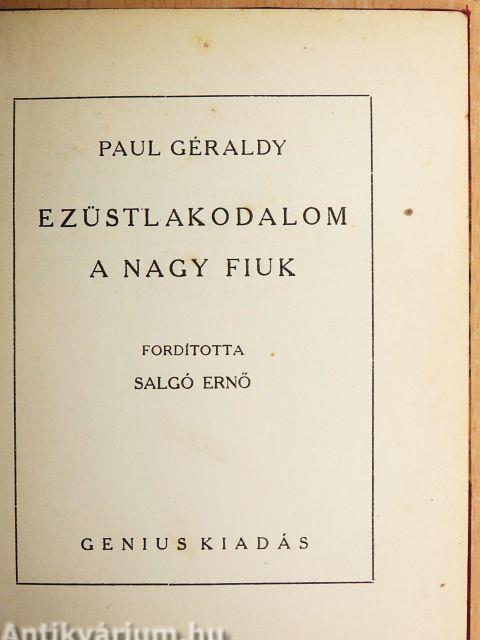 PAUL GÉRALDY
EZÜSTLAKODALOM
A NAGY FIUK
FORDÍTOTTA
SALGÓ ERNŐ
GENIUS KIADÁS
Antikvárium.hu